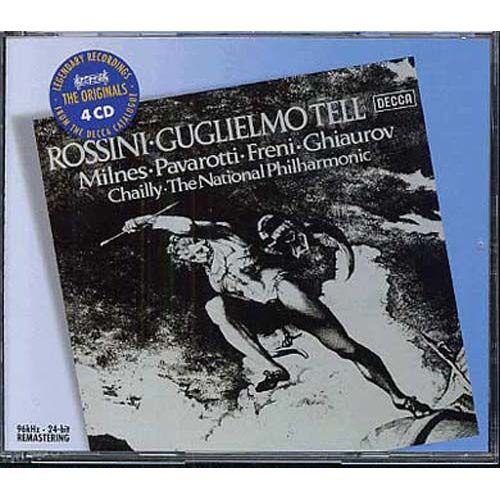 LEGENDARY RECORDINGS
THE ORIGINALS
4 CD
FROM THE DECCA CATALOGUE
DECCA
ROSSINI·GUGLIELMO TELL
Milnes·Pavarotti·Freni·Ghiaurov
Chailly·The National Philharmonic
96kHz - 24-bit
REMASTERING